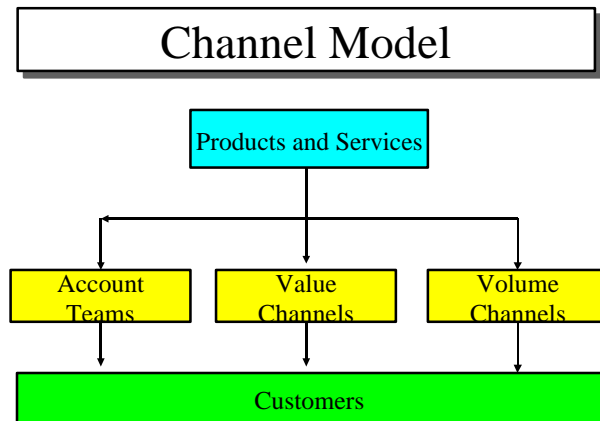 Channel Model
Products and Services
Account
Teams
Value
Channels
Volume
Channels
Customers